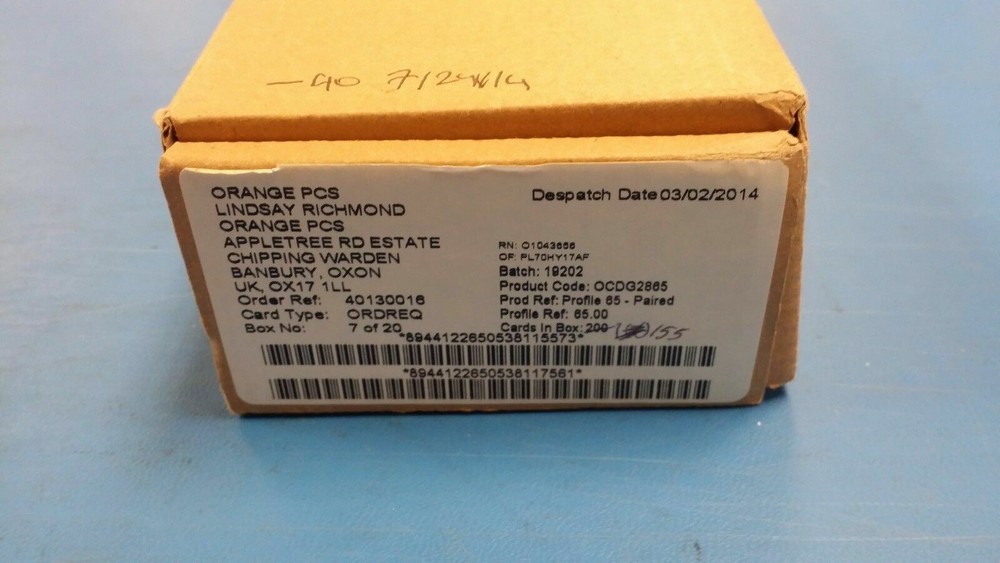 -40 7/24/14
ORANGE PCS
LINDSAY RICHMOND
ORANGE PCS
APPLETREE RD ESTATE
CHIPPING WARDEN
BANBURY , OXON
UK, OX17 1LL
Order Ref: 40130016
Card Type: ORDREQ
Box No: 7 of 20
Despatch Date 03/02/2014
RN: O1043656
OF: PL70HY17AF
Batch: 19202
Product Code: OCDG2865
Prod Ref: Profile 65 - Paired
Profile Ref: 65.00
Cards In Box: 200 155
*8944122650538115573*
*8944122650538117561*